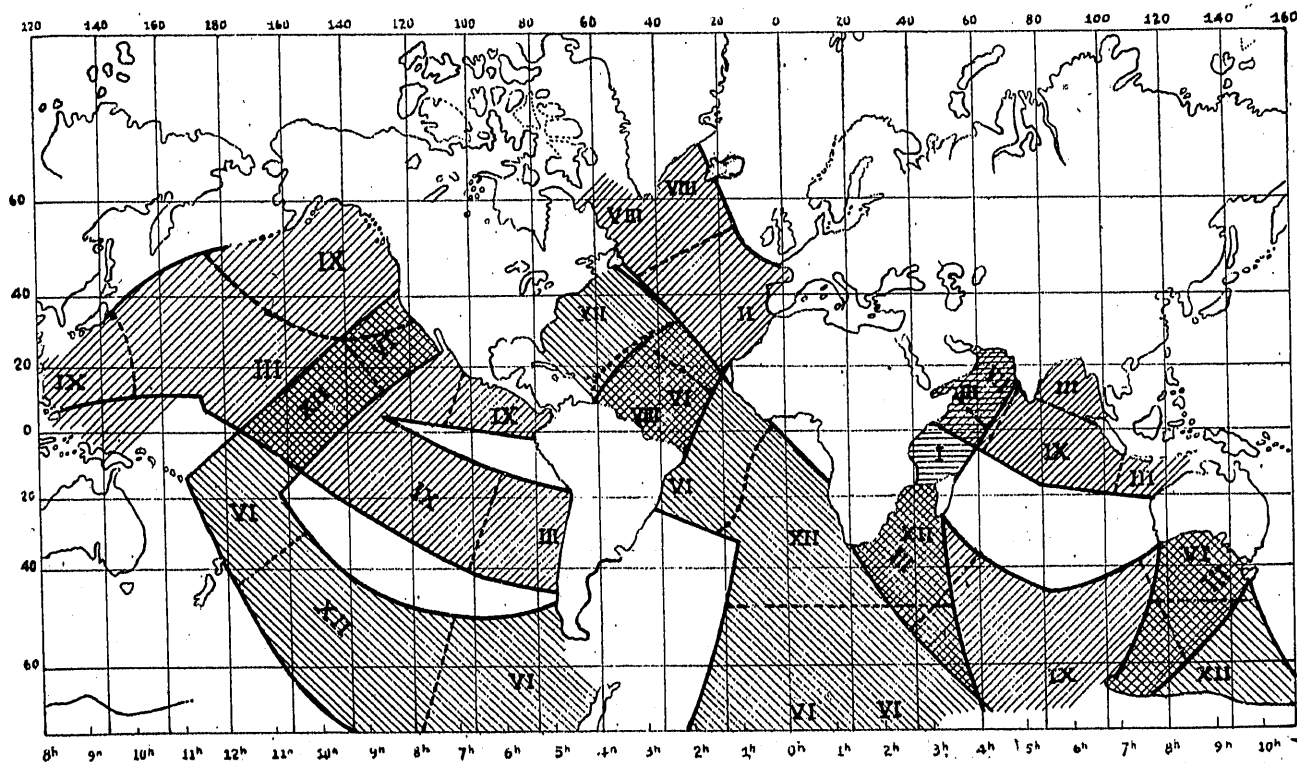 120 140 160 180 160 140 120 100 80 60 40 20 0 20 40 60 80 100 120 140 160
VIII
VIII
60
IX
40
XII II
III
20
IX III
VI VIII
IX
0
I IX
VI III
20
VI XII XII VI
III
40
XII
60
VI IX XII
VI VI
8h 9h 10h 11h 12h 11h 10h 9h 8h 7h 6h 5h 4h 3h 2h 1h 0h 1h 2h 3h 4h 5h 6h 7h 8h 9h 10h